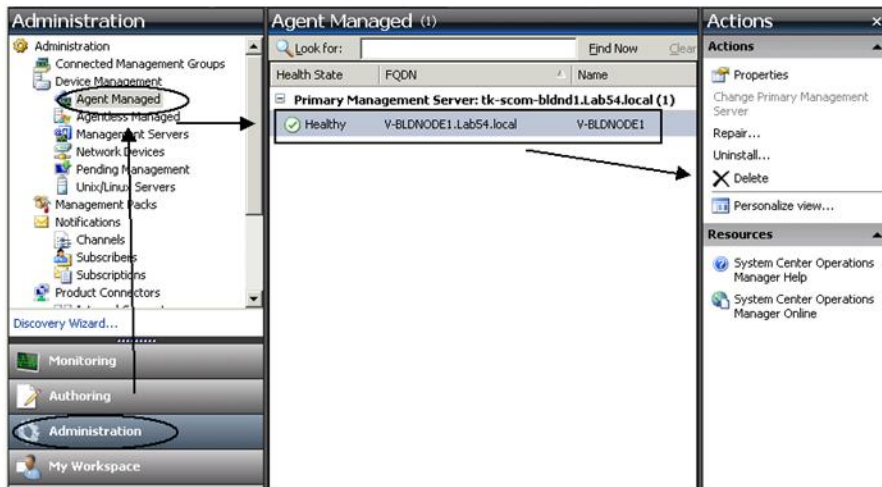 Administration
Administration
Connected Management Groups
Device Management
Agent Managed
Agentless Managed
Management Servers
Network Devices
Pending Management
Unix/Linux Servers
Management Packs
Notifications
Channels
Subscribers
Subscriptions
Product Connectors
Discovery Wizard...
Monitoring
Authoring
Administration
My Workspace
Agent Managed (1)
Look for: Find Now Clear
Health State FQDN Name
Primary Management Server: tk-scom-bldnd1.Lab54.local (1)
Healthy V-BLDNODE1.Lab54.local V-BLDNODE1
Actions
Actions
Properties
Change Primary Management
Server
Repair...
Uninstall...
Delete
Personalize view...
Resources
System Center Operations
Manager Help
System Center Operations
Manager Online